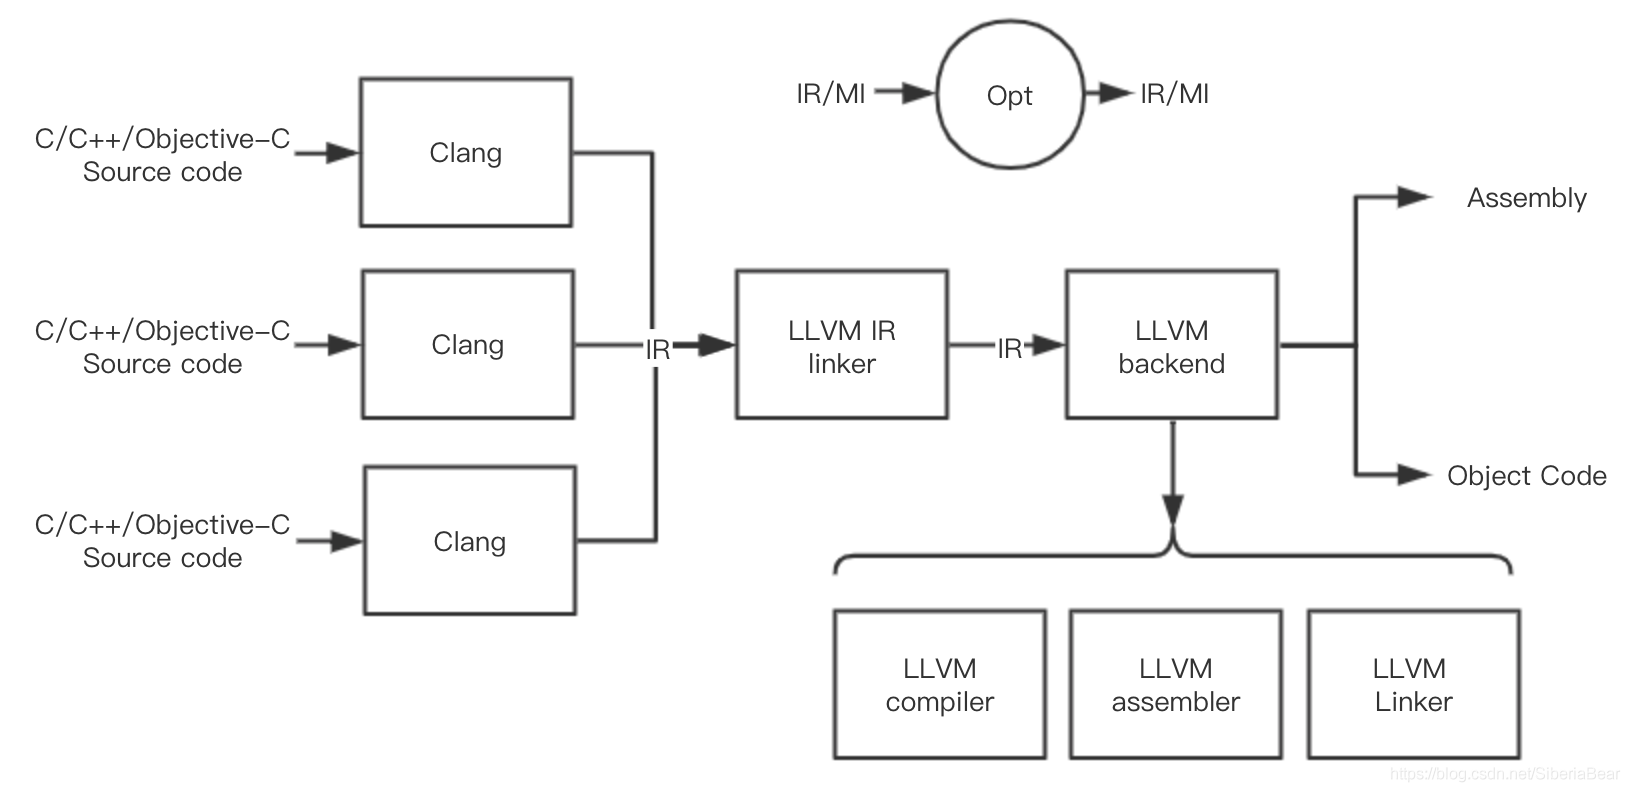 IR/MI
Opt
IR/MI
C/C++/Objective-C
Source code
Clang
Assembly
C/C++/Objective-C
Source code
Clang
IR
LLVM IR
linker
IR
LLVM
backend
Object Code
C/C++/Objective-C
Source code
Clang
LLVM
compiler
LLVM
assembler
LLVM
Linker
https://blog.csdn.net/SiberiaBear